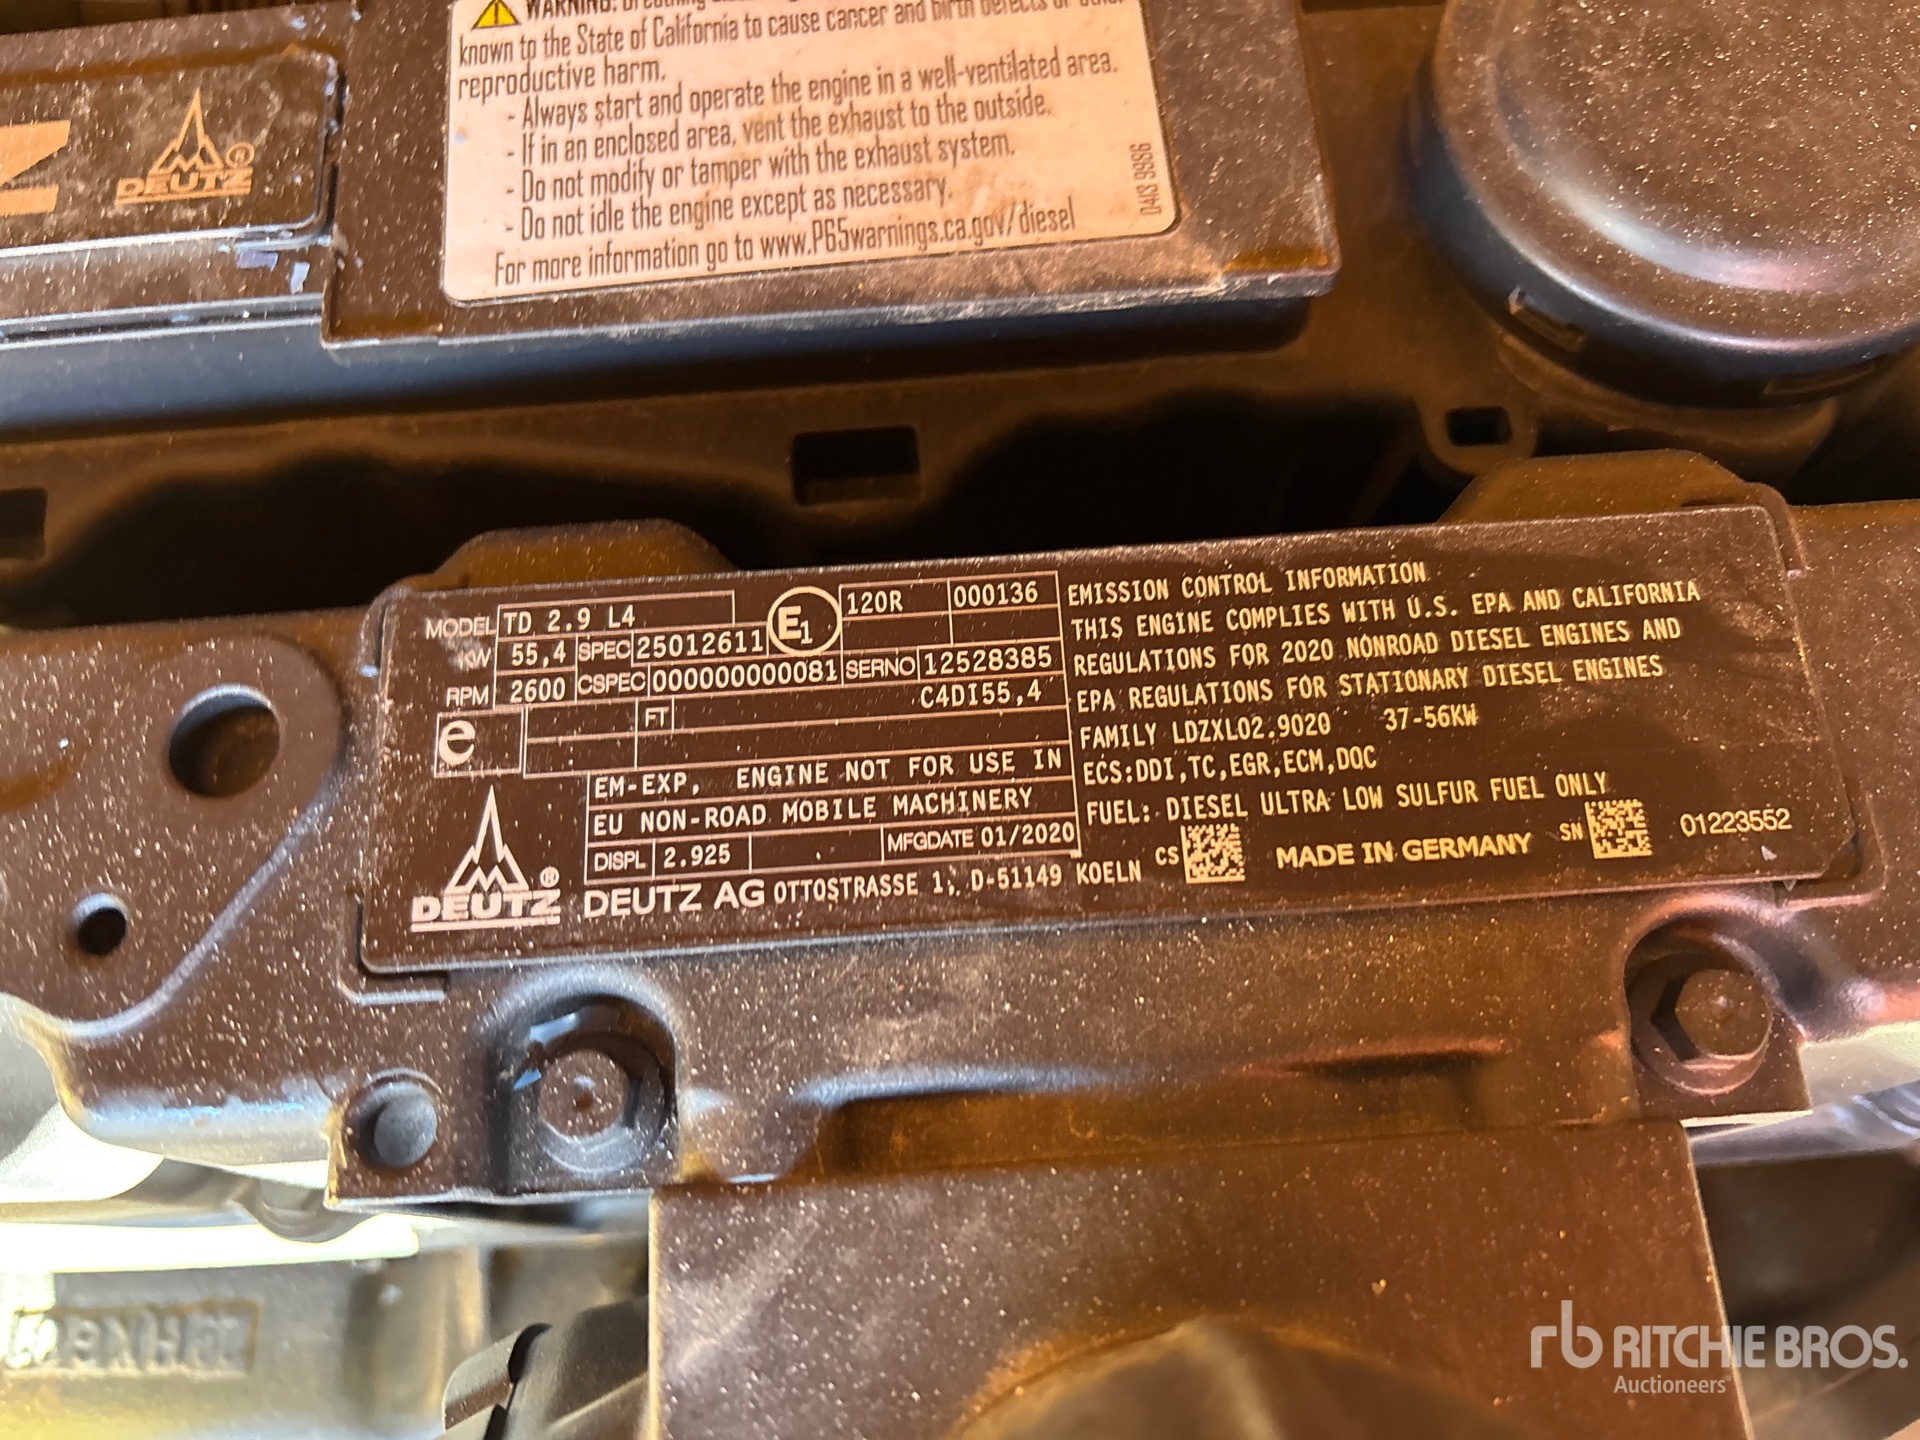 WARNING: Breathing
known to the State of California to cause cancer and birth defects or other
reproductive harm.
- Always start and operate the engine in a well-ventilated area.
- If in an enclosed area, vent the exhaust to the outside.
- Do not modify or tamper with the exhaust system.
- Do not idle the engine except as necessary.
For more information go to www.P65warnings.ca.gov/diesel
0413 9986
DEUTZ®
MODEL TD 2.9 L4
KW 55,4 SPEC 25012611 E1 120R 000136
RPM 2600 CSPEC 000000000081 SERNO 12528385
e FT C4DI55,4
EM-EXP, ENGINE NOT FOR USE IN
EU NON-ROAD MOBILE MACHINERY
DISPL 2.925 MFGDATE 01/2020
DEUTZ® DEUTZ AG OTTOSTRASSE 1, D-51149 KOELN
EMISSION CONTROL INFORMATION
THIS ENGINE COMPLIES WITH U.S. EPA AND CALIFORNIA
REGULATIONS FOR 2020 NONROAD DIESEL ENGINES AND
EPA REGULATIONS FOR STATIONARY DIESEL ENGINES
FAMILY LDZXL02.9020 37-56KW
ECS:DDI,TC,EGR,ECM,DOC
FUEL: DIESEL ULTRA LOW SULFUR FUEL ONLY
CS MADE IN GERMANY SN 01223552
rb RITCHIE BROS.
Auctioneers